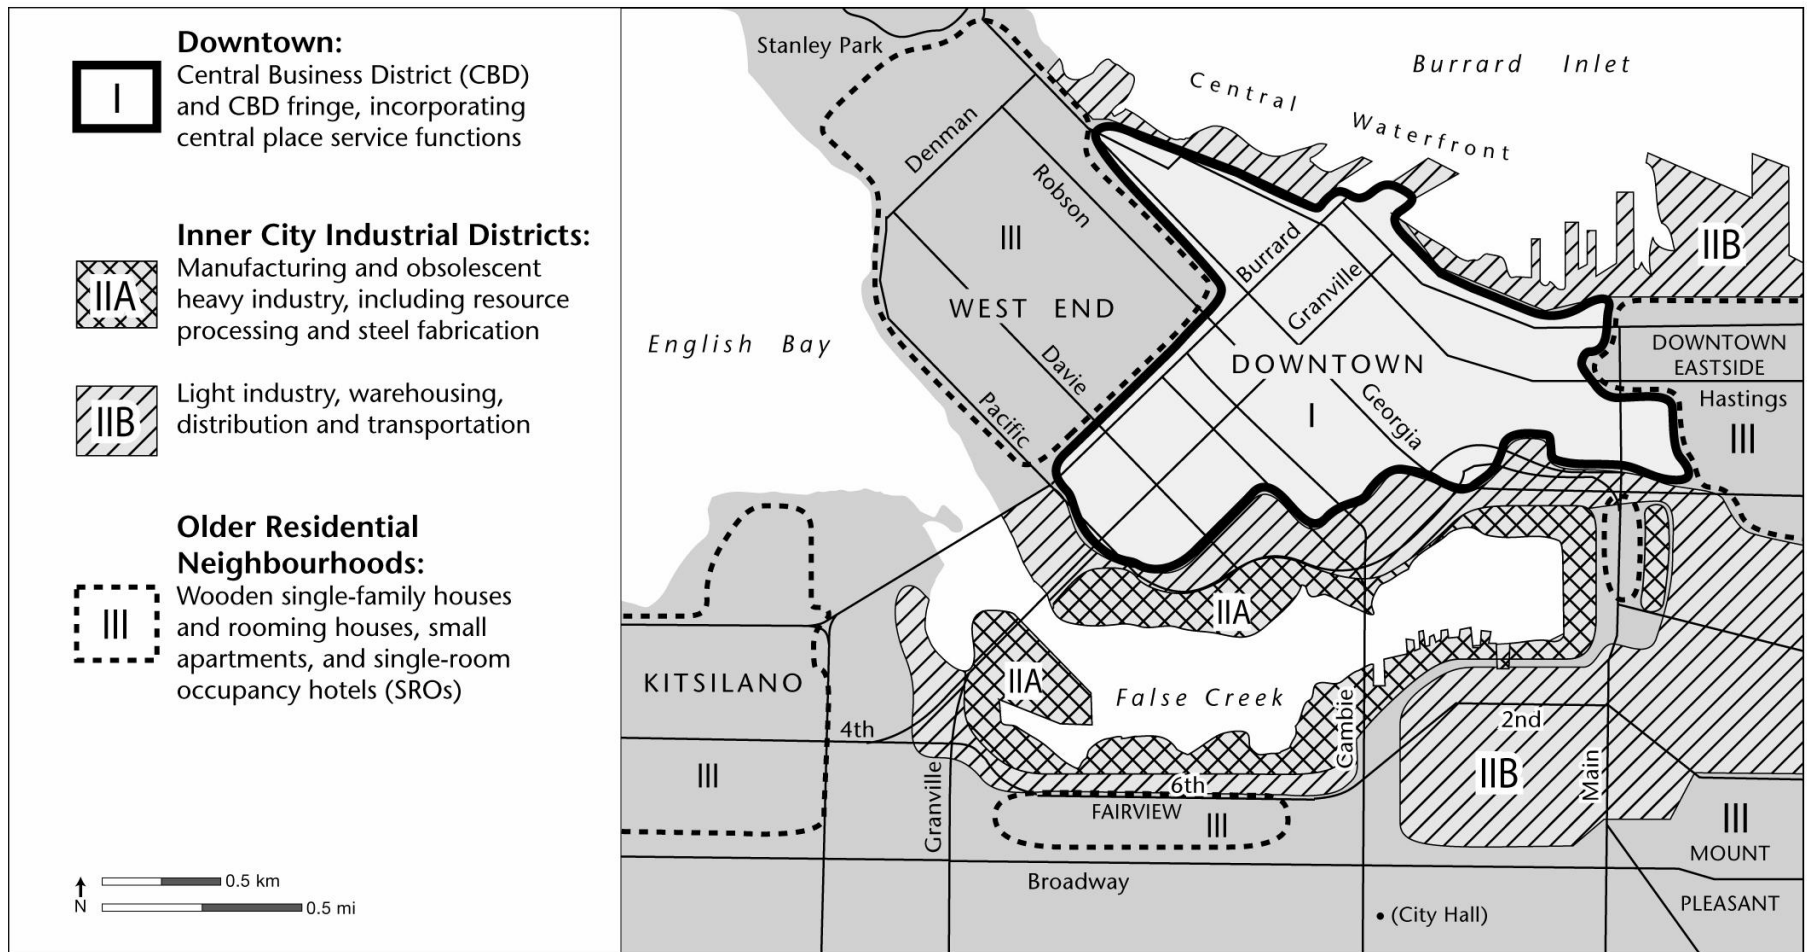 Downtown:
I
Central Business District (CBD)
and CBD fringe, incorporating
central place service functions
Inner City Industrial Districts:
IIA
Manufacturing and obsolescent
heavy industry, including resource
processing and steel fabrication
IIB
Light industry, warehousing,
distribution and transportation
Older Residential
Neighbourhoods:
III
Wooden single-family houses
and rooming houses, small
apartments, and single-room
occupancy hotels (SROs)
N
0.5 km
0.5 mi
Stanley Park
Burrard Inlet
Central Waterfront
Denman
Robson
III
WEST END
Davie
Pacific
English Bay
Burrard
Granville
DOWNTOWN
I
Georgia
IIB
DOWNTOWN
EASTSIDE
Hastings
III
IIA
IIA
False Creek
KITSILANO
III
4th
Granville
6th
FAIRVIEW
III
Cambie
2nd
IIB
Main
III
MOUNT
PLEASANT
Broadway
(City Hall)